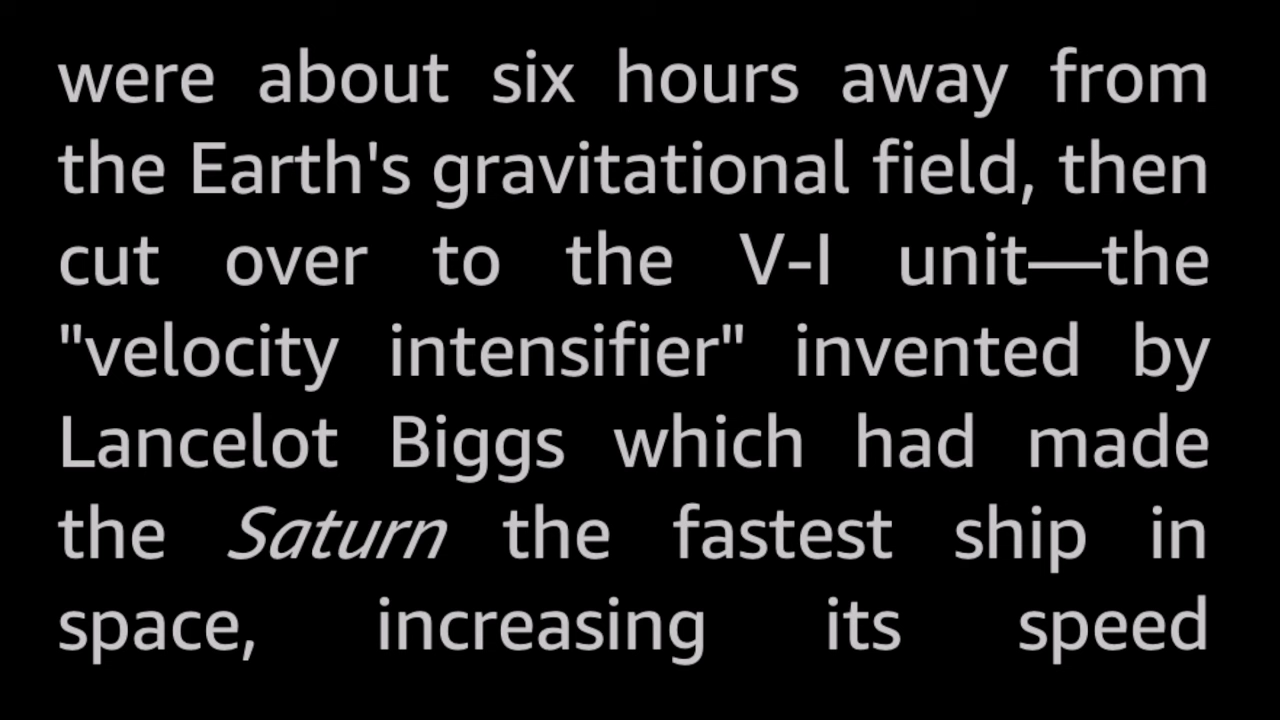 were about six hours away from
the Earth's gravitational field, then
cut over to the V-I unit—the
"velocity intensifier" invented by
Lancelot Biggs which had made
the Saturn the fastest ship in
space, increasing its speed